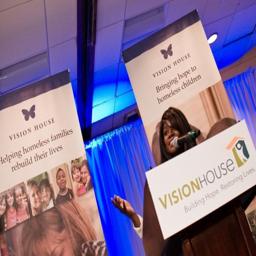 VISION HOUSE
Helping homeless families
rebuild their lives
VISION HOUSE
Bringing hope to
homeless children
VISIONHOUSE
Building Hope. Restoring Lives.